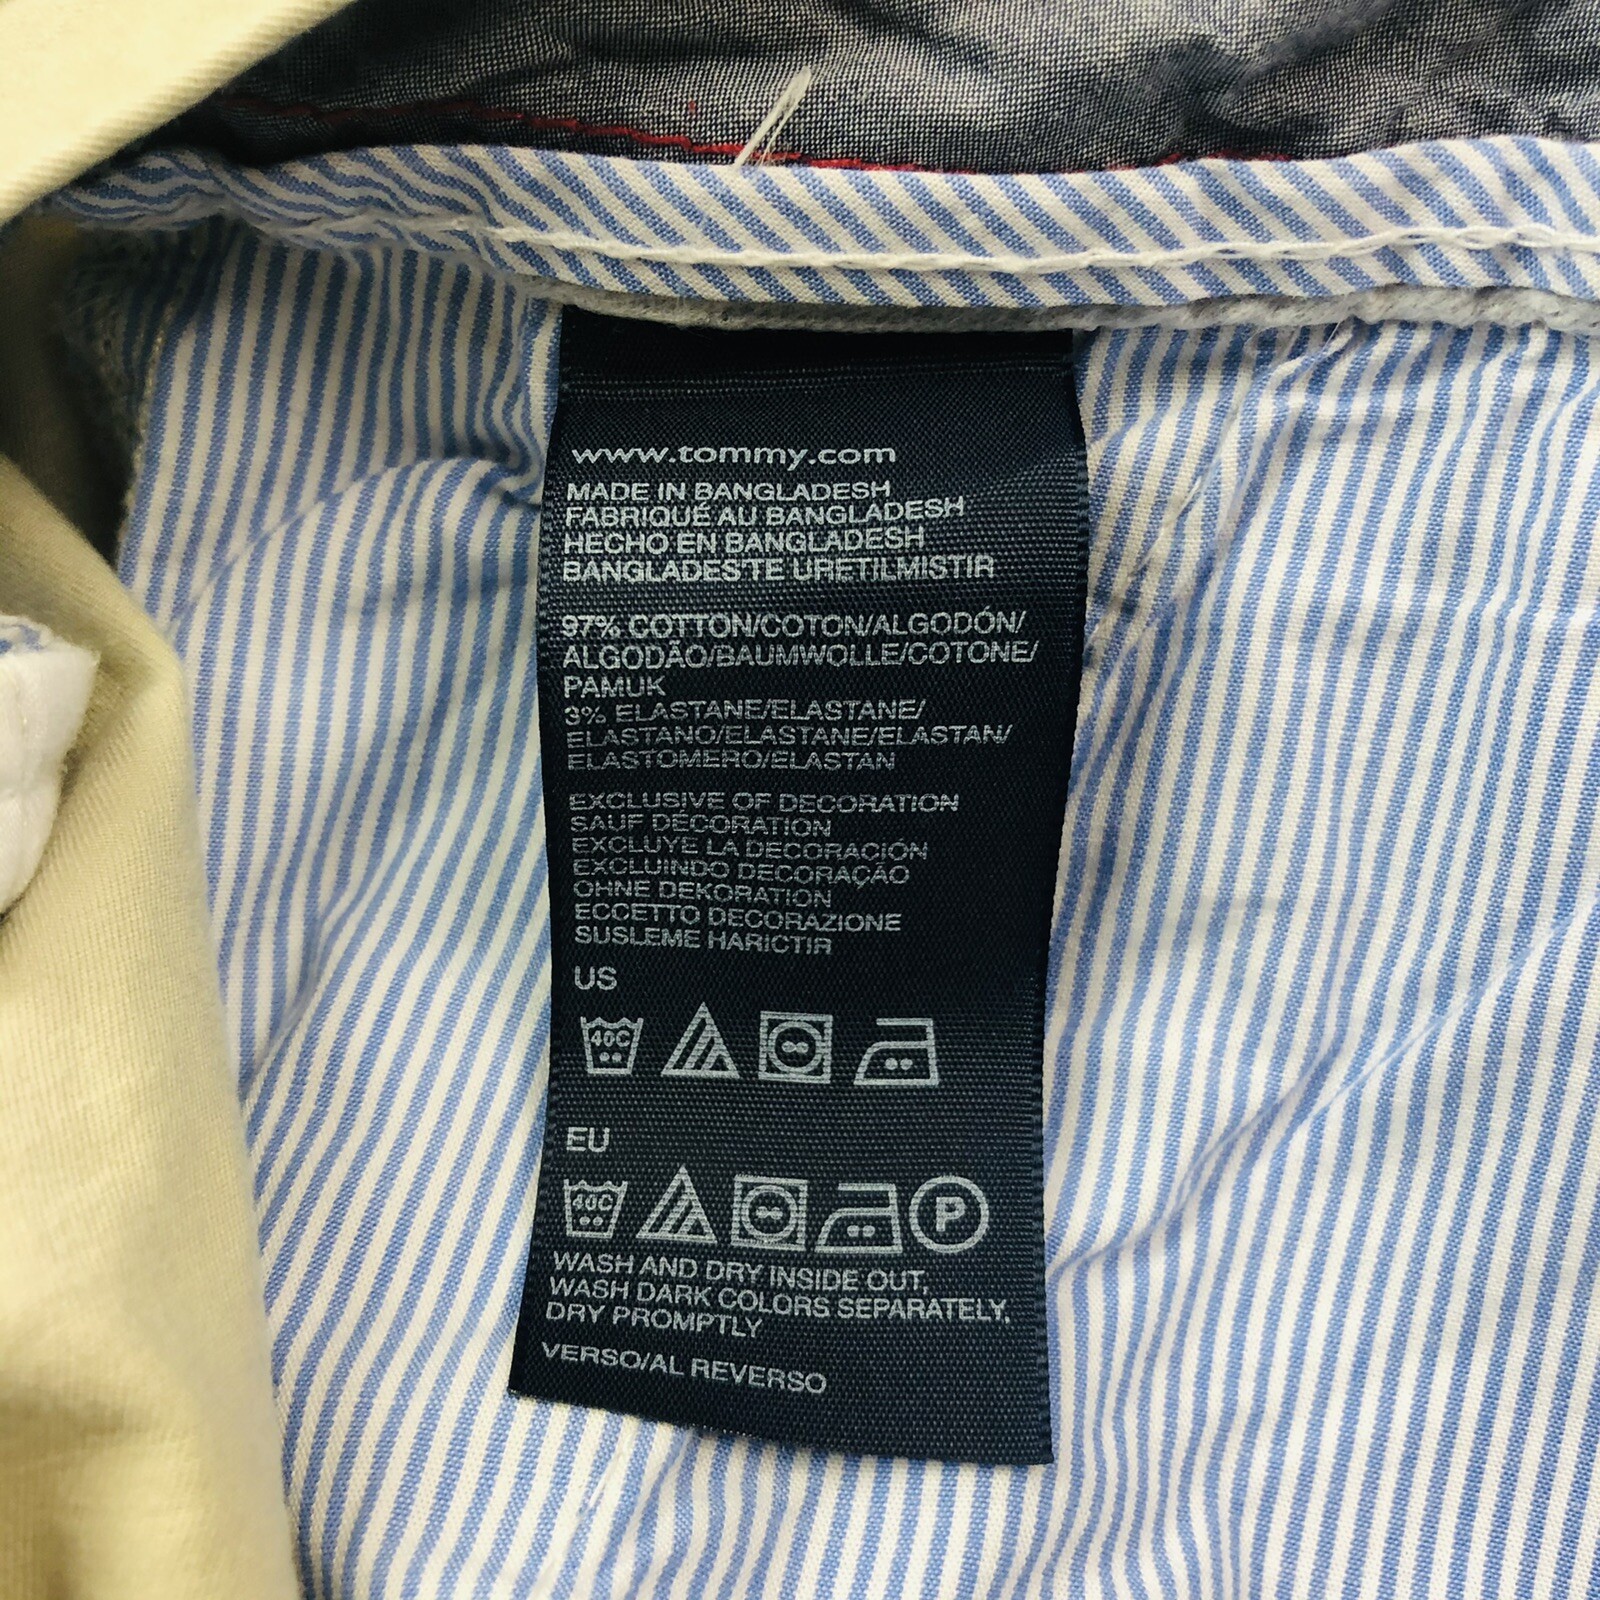 www.tommy.com
MADE IN BANGLADESH
FABRIQUÉ AU BANGLADESH
HECHO EN BANGLADESH
BANGLADESTE URETILMISTIR
97% COTTON/COTON/ALGODÓN/
ALGODÃO/BAUMWOLLE/COTONE/
PAMUK
3% ELASTANE/ELASTANE/
ELASTANO/ELASTANE/ELASTAN/
ELASTOMERO/ELASTAN
EXCLUSIVE OF DECORATION
SAUF DÉCORATION
EXCLUYE LA DECORACIÓN
EXCLUINDO DECORAÇAO
OHNE DEKORATION
ECCETTO DECORAZIONE
SUSLEME HARICTIR
US
40C
EU
40C P
WASH AND DRY INSIDE OUT,
WASH DARK COLORS SEPARATELY,
DRY PROMPTLY
VERSO/AL REVERSO